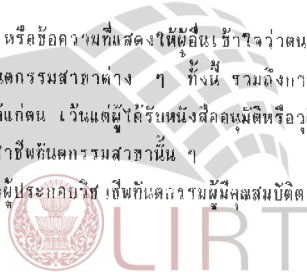 หรือข้อความที่แสดงให้ผู้อื่นเข้าใจว่าตน
นตกรรมสาขาต่าง ๆ ทั้งนี้ รวมถึงกา
แก่ตน เว้นแต่ผู้ได้รับหนังสืออนุมัติหรือวุ
าชีพทันตกรรมสาขานั้น ๆ
ผู้ประกอบวิชาชีพทันตกรรมผู้มีคุณสมบัติต
LIRT